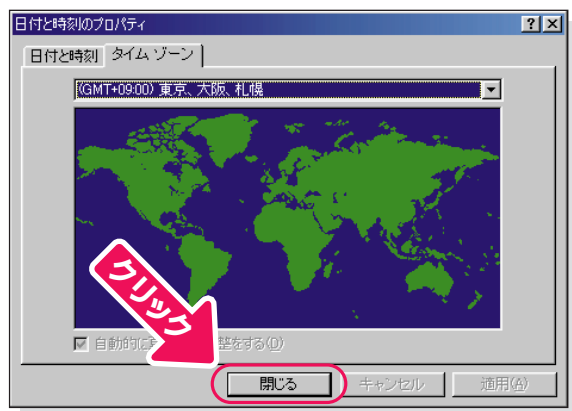 日付と時刻のプロパティ
日付と時刻 タイム ゾーン
(GMT+09:00) 東京、大阪、札幌
クリック
自動的に 整をする(D)
閉じる キャンセル 適用(A)